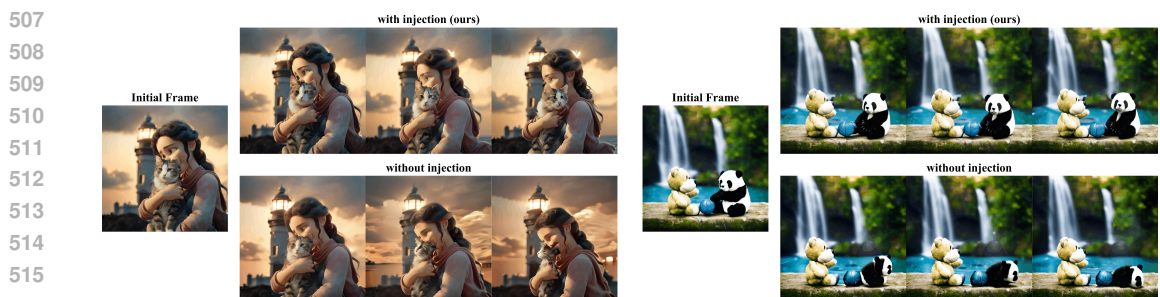 507
508
509
510
511
512
513
514
515
with injection (ours)
Initial Frame
without injection
with injection (ours)
Initial Frame
without injection